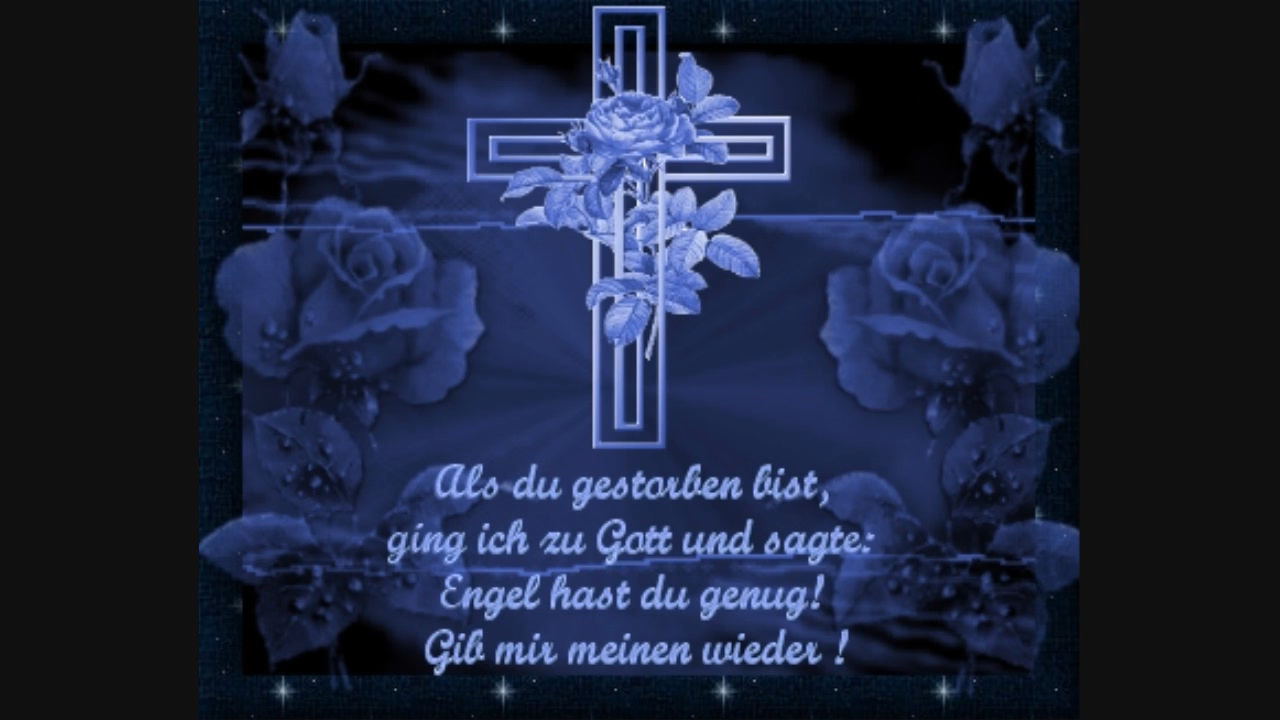 Als du gestorben bist,
ging ich zu Gott und sagte:
Engel hast du genug!
Gib mir meinen wieder !